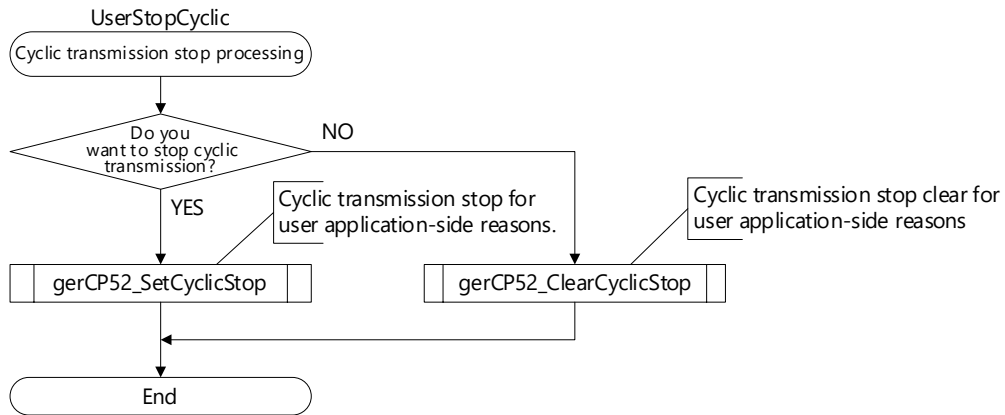 UserStopCyclic
Cyclic transmission stop processing
Do you
want to stop cyclic
transmission?
NO
YES
Cyclic transmission stop for
user application-side reasons.
Cyclic transmission stop clear for
user application-side reasons
gerCP52_SetCyclicStop
gerCP52_ClearCyclicStop
End